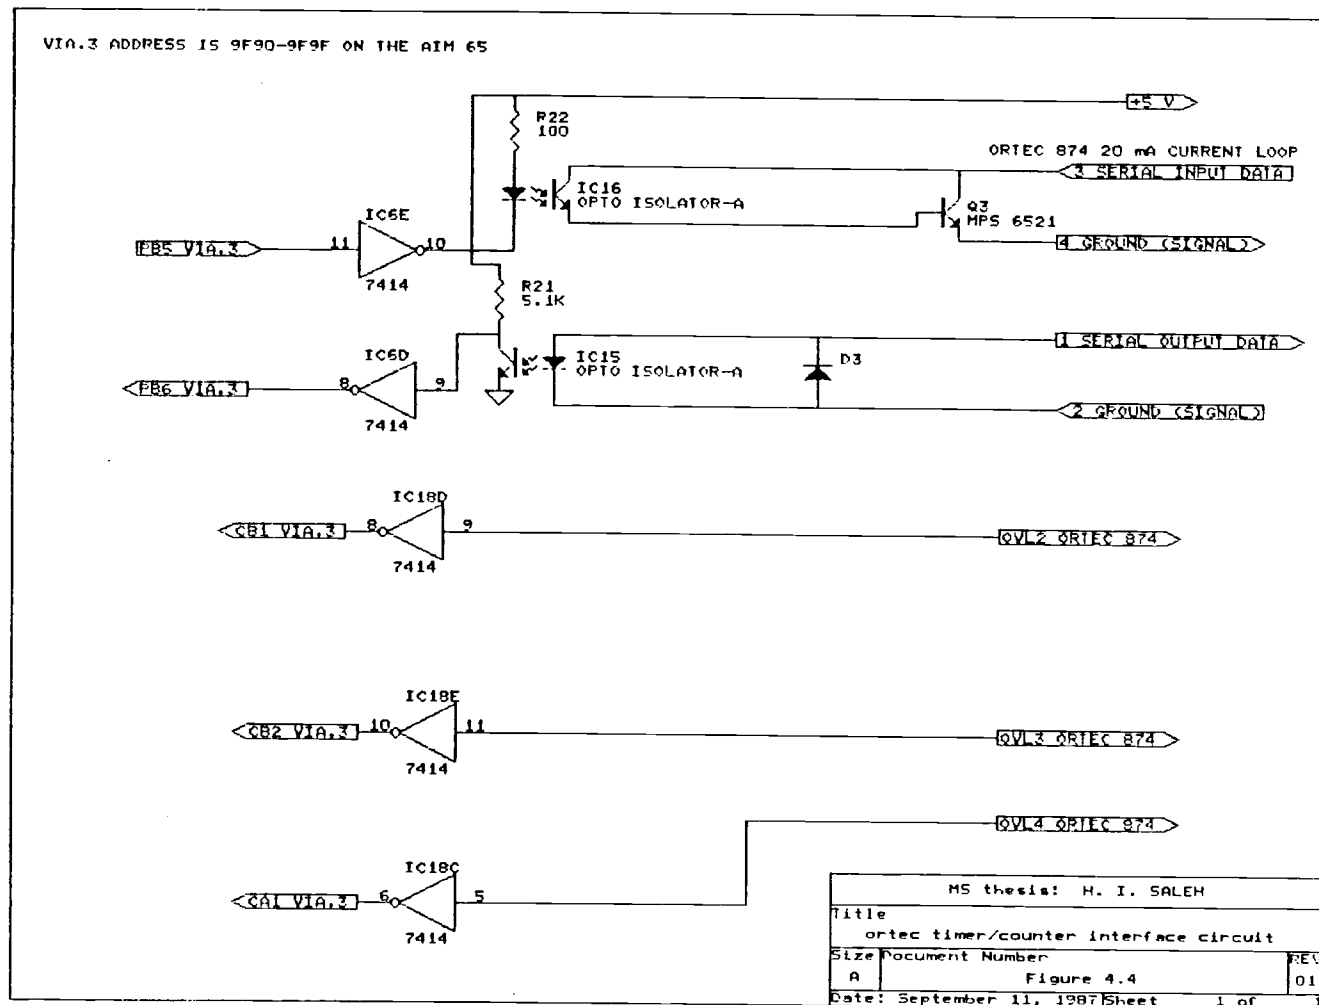 VIA.3 ADDRESS IS 9F90-9F9F ON THE AIM 65
+5 V
R22
100
ORTEC 874 20 mA CURRENT LOOP
3 SERIAL INPUT DATA
IC16
OPTO ISOLATOR-A
Q3
MPS 6521
IC6E
PB5 VIA.3
11
10
7414
4 GROUND (SIGNAL)
R21
5.1K
1 SERIAL OUTPUT DATA
IC6D
IC15
OPTO ISOLATOR-A
D3
PB6 VIA.3
8
9
7414
2 GROUND (SIGNAL)
IC18D
CB1 VIA.3
8
9
7414
OVL2 ORTEC 874
IC18E
CB2 VIA.3
10
11
7414
OVL3 ORTEC 874
OVL4 ORTEC 874
IC18C
CA1 VIA.3
6
5
7414
MS thesis: H. I. SALEH
Title
ortec timer/counter interface circuit
Size Document Number
REV
A
Figure 4.4
01
Date: September 11, 1987 Sheet 1 of